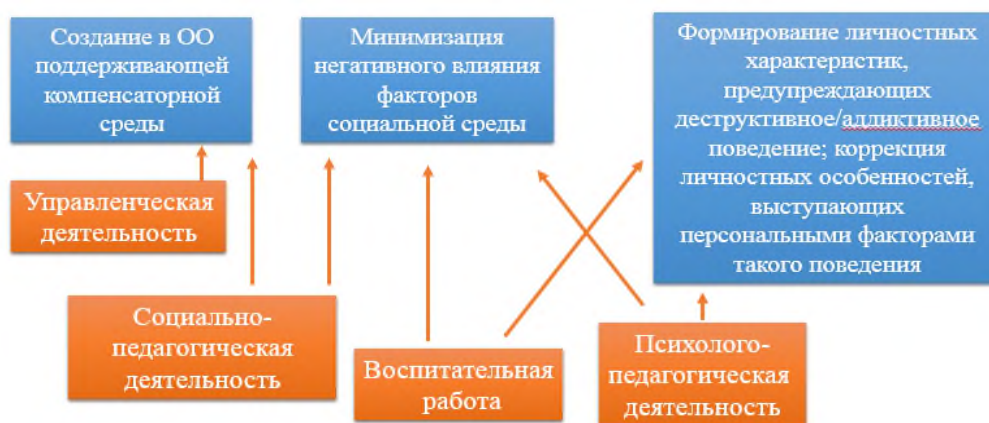 Создание в ОО
поддерживающей
компенсаторной
среды
Минимизация
негативного влияния
факторов
социальной среды
Формирование личностных
характеристик,
предупреждающих
деструктивное/аддиктивное
поведение; коррекция
личностных особенностей,
выступающих
персональными факторами
такого поведения
Управленческая
деятельность
Социально-
педагогическая
деятельность
Воспитательная
работа
Психолого-
педагогическая
деятельность